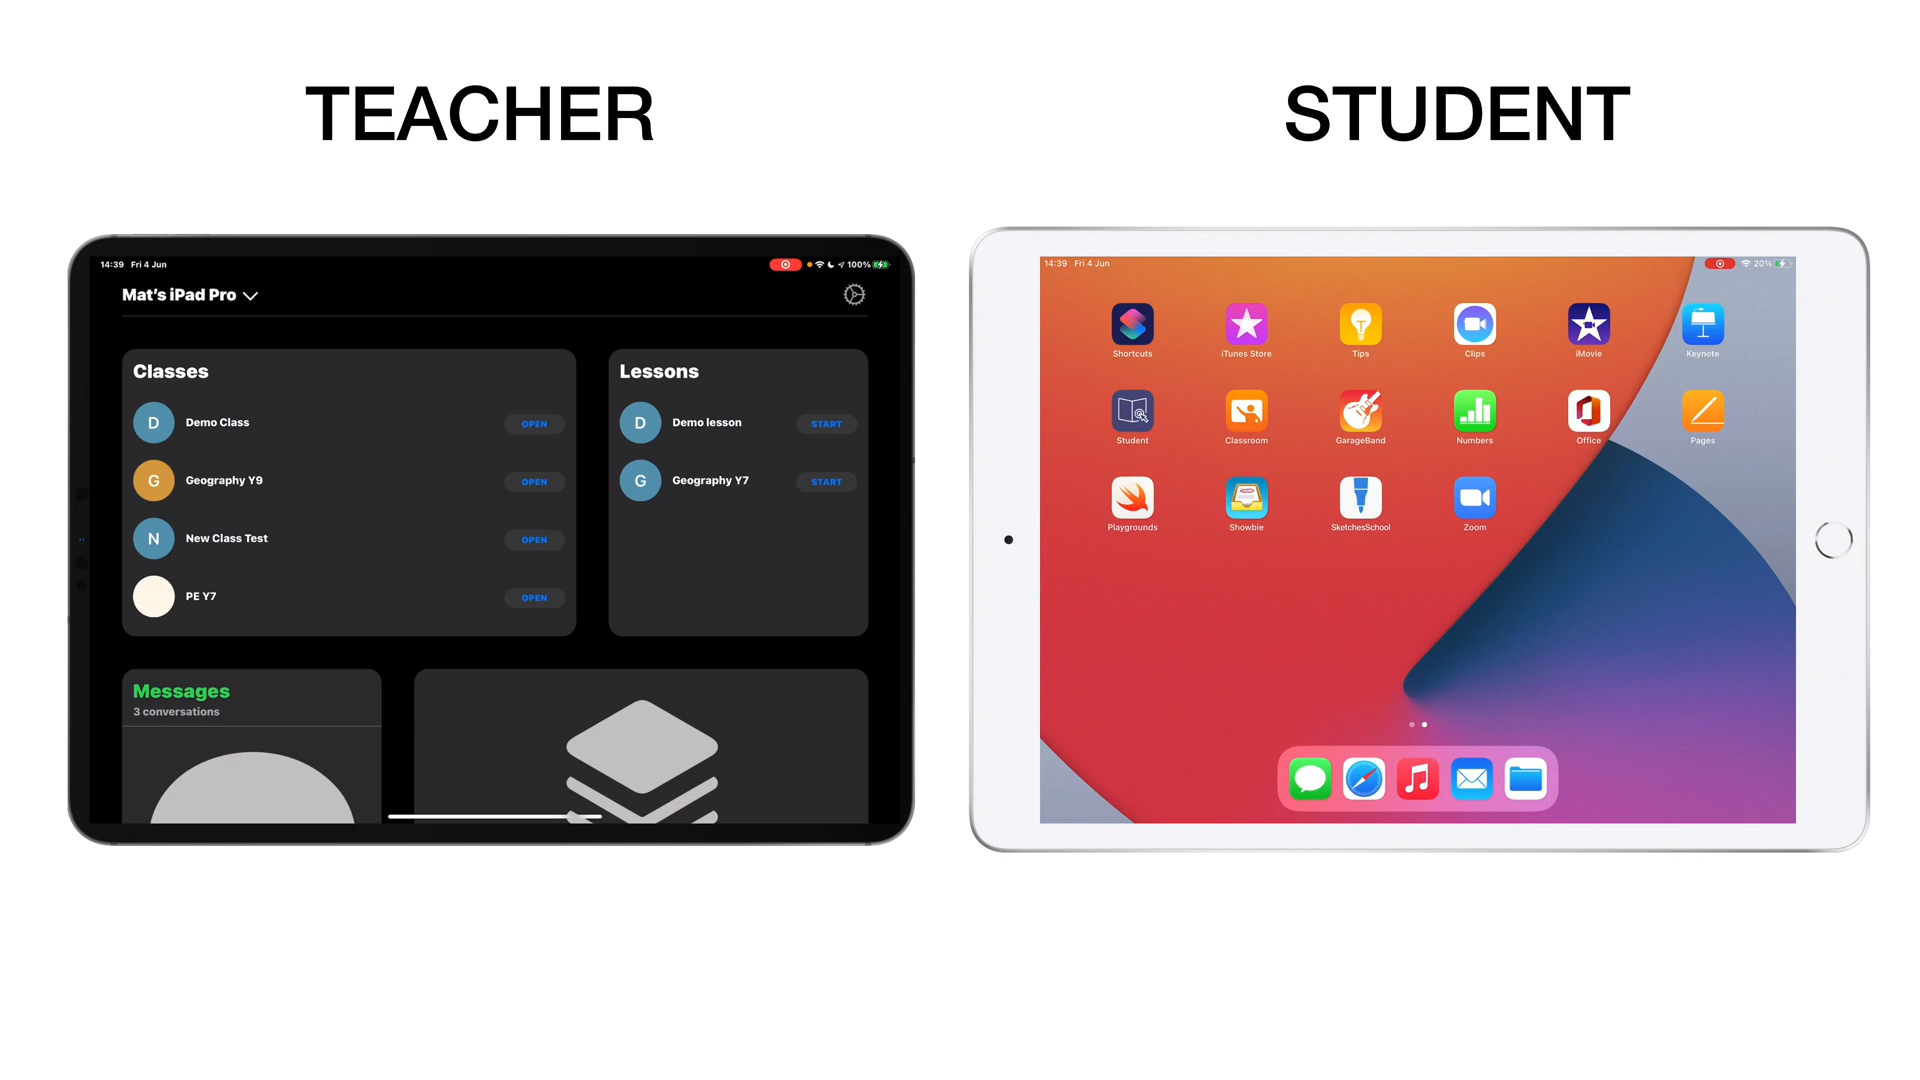 TEACHER
STUDENT
14:39 Fri 4 Jun
100%
Mat's iPad Pro
Classes
D Demo Class OPEN
G Geography Y9 OPEN
N New Class Test OPEN
PE Y7 OPEN
Lessons
D Demo lesson START
G Geography Y7 START
Messages
3 conversations
14:39 Fri 4 Jun
20%
Shortcuts iTunes Store Tips Clips iMovie Keynote
Student Classroom GarageBand Numbers Office Pages
Playgrounds Showbie SketchesSchool Zoom